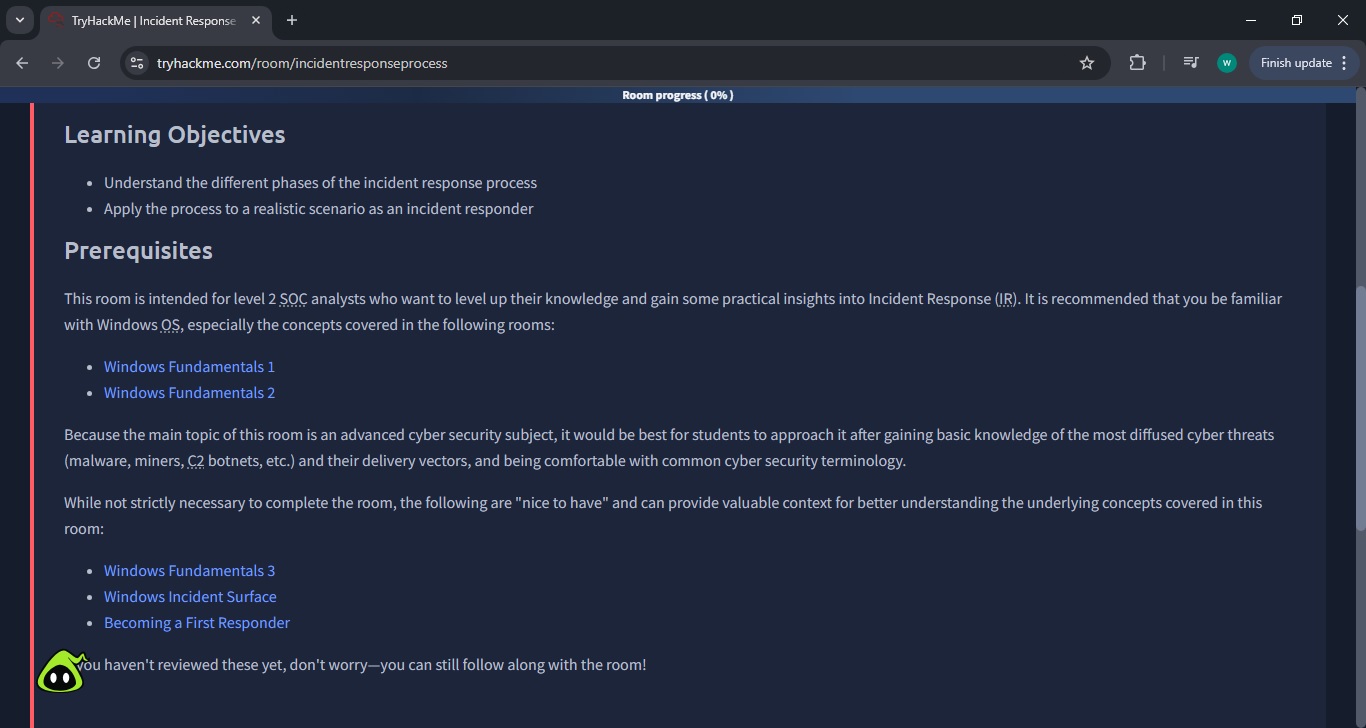 TryHackMe | Incident Response
tryhackme.com/room/incidentresponseprocess
W
Finish update
Room progress ( 0% )
Learning Objectives
• Understand the different phases of the incident response process
• Apply the process to a realistic scenario as an incident responder
Prerequisites
This room is intended for level 2 SOC analysts who want to level up their knowledge and gain some practical insights into Incident Response (IR). It is recommended that you be familiar
with Windows OS, especially the concepts covered in the following rooms:
• Windows Fundamentals 1
• Windows Fundamentals 2
Because the main topic of this room is an advanced cyber security subject, it would be best for students to approach it after gaining basic knowledge of the most diffused cyber threats
(malware, miners, C2 botnets, etc.) and their delivery vectors, and being comfortable with common cyber security terminology.
While not strictly necessary to complete the room, the following are "nice to have" and can provide valuable context for better understanding the underlying concepts covered in this
room:
• Windows Fundamentals 3
• Windows Incident Surface
• Becoming a First Responder
you haven't reviewed these yet, don't worry—you can still follow along with the room!